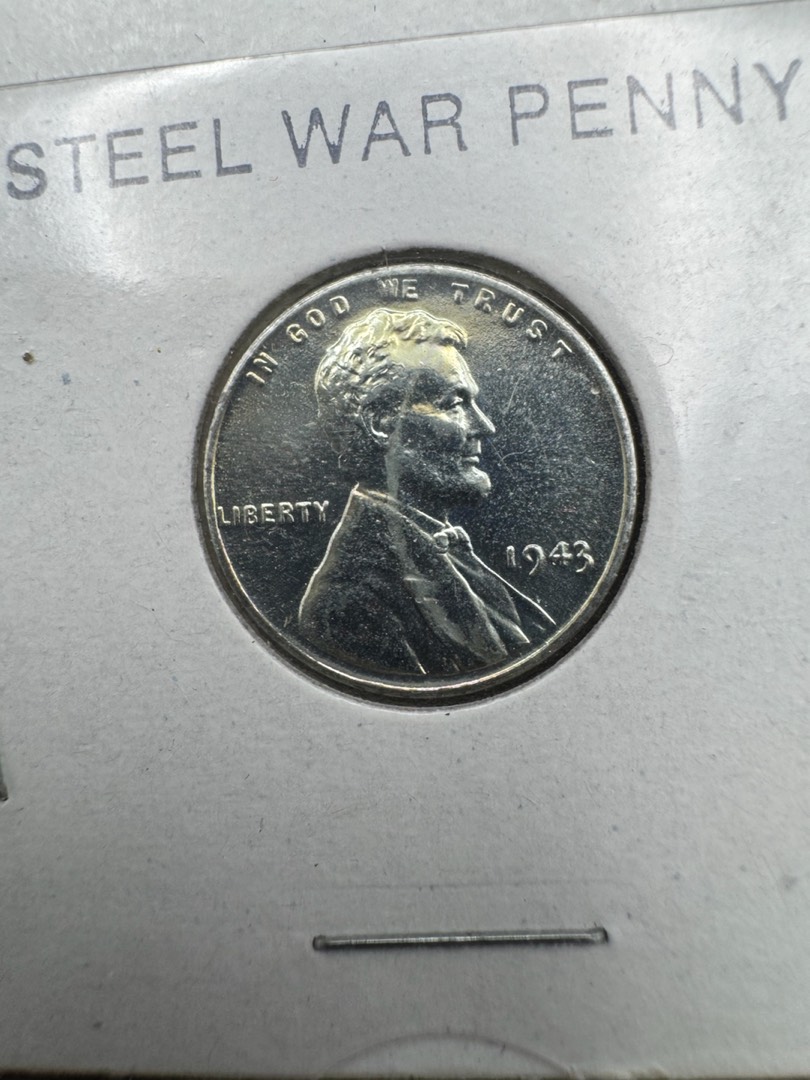 STEEL WAR PENNY
IN GOD WE TRUST
LIBERTY
1943